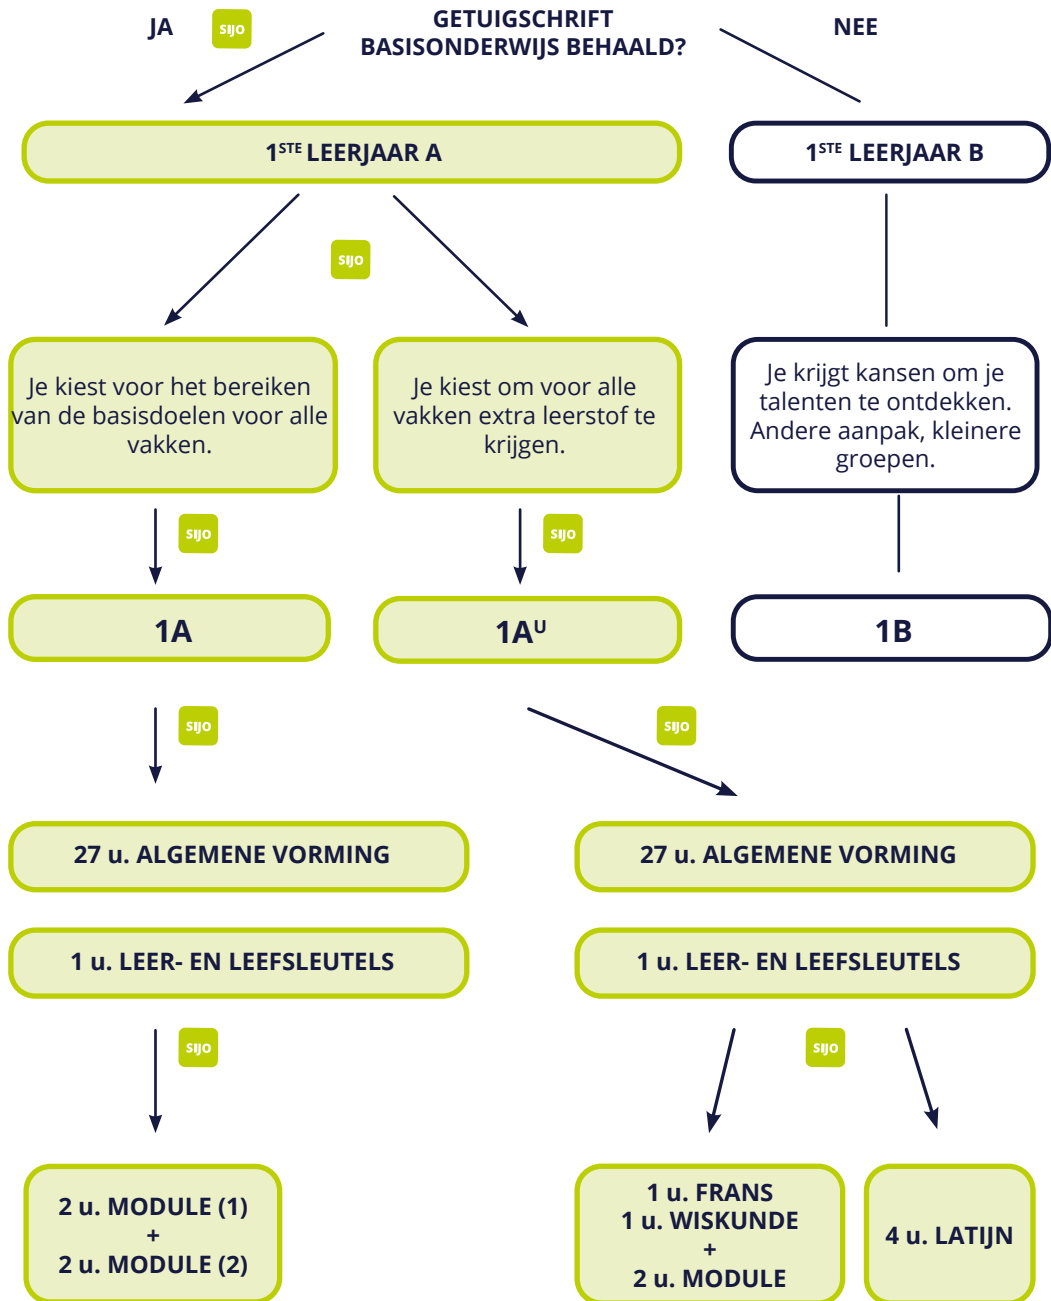 JA
SIJO
GETUIGSCHRIFT
BASISONDERWIJS BEHAALD?
NEE
1STE LEERJAAR A
1STE LEERJAAR B
SIJO
Je kiest voor het bereiken
van de basisdoelen voor alle
vakken.
Je kiest om voor alle
vakken extra leerstof te
krijgen.
Je krijgt kansen om je
talenten te ontdekken.
Andere aanpak, kleinere
groepen.
SIJO
SIJO
1A
1AU
1B
SIJO
SIJO
27 u. ALGEMENE VORMING
27 u. ALGEMENE VORMING
1 u. LEER- EN LEEFSLEUTELS
1 u. LEER- EN LEEFSLEUTELS
SIJO
SIJO
2 u. MODULE (1)
+
2 u. MODULE (2)
1 u. FRANS
1 u. WISKUNDE
+
2 u. MODULE
4 u. LATIJN